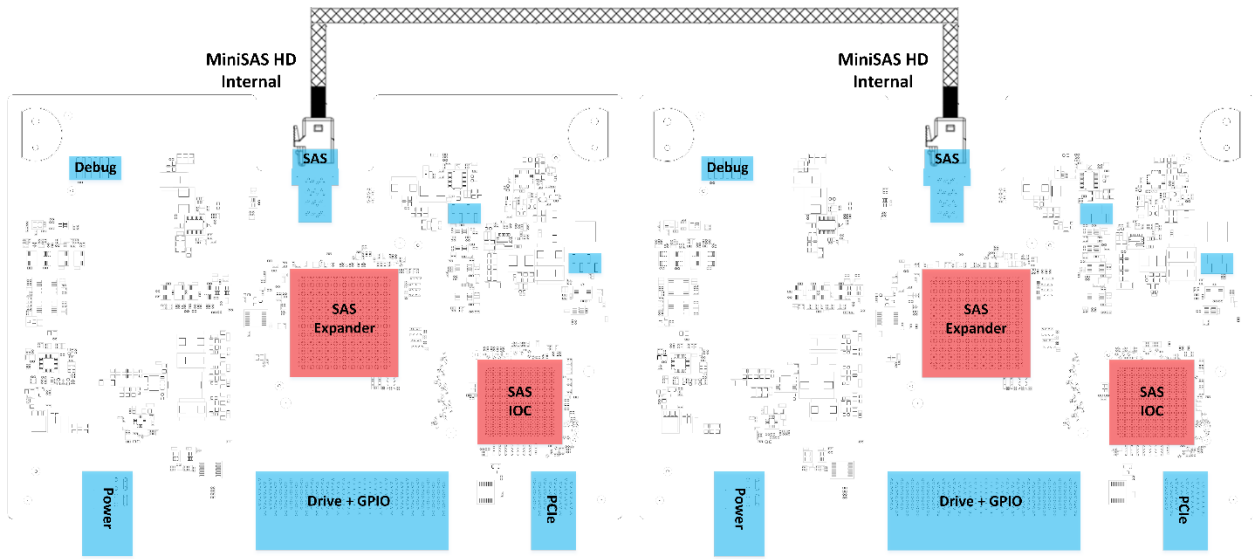 MiniSAS HD
Internal
MiniSAS HD
Internal
Debug
SAS
Debug
SAS
SAS
Expander
SAS
Expander
SAS
IOC
SAS
IOC
Power
Drive + GPIO
PCIe
Power
Drive + GPIO
PCIe